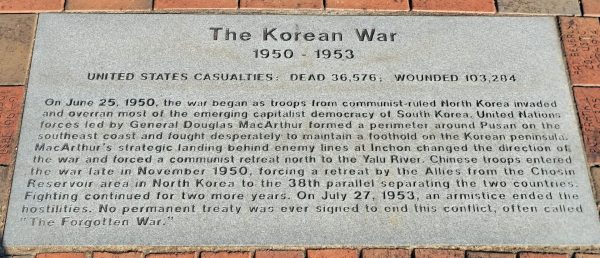 The Korean War
1950 - 1953
UNITED STATES CASUALTIES: DEAD 36,576; WOUNDED 103,284
On June 25, 1950, the war began as troops from communist-ruled North Korea invaded
and overran most of the emerging capitalist democracy of South Korea. United Nations
forces led by General Douglas MacArthur formed a perimeter around Pusan on the
southeast coast and fought desperately to maintain a foothold on the Korean peninsula.
MacArthur's strategic landing behind enemy lines at Inchon changed the direction of
the war and forced a communist retreat north to the Yalu River. Chinese troops entered
the war late in November 1950, forcing a retreat by the Allies from the Chosin
Reservoir area in North Korea to the 38th parallel separating the two countries.
Fighting continued for two more years. On July 27, 1953, an armistice ended the
hostilities. No permanent treaty was ever signed to end this conflict, often called
"The Forgotten War."